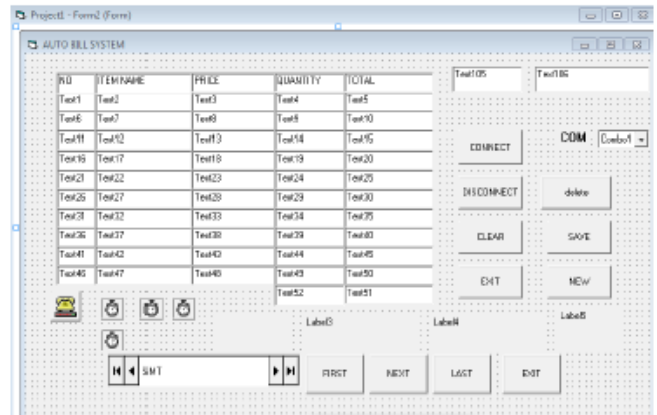 Project1 - Form2 (Form)
AUTO BILL SYSTEM
Text105 Text106
NO ITEM NAME PRICE QUANTITY TOTAL
Text1 Text2 Text3 Text4 Text5
Text6 Text7 Text8 Text9 Text10
Text11 Text12 Text13 Text14 Text15
Text16 Text17 Text18 Text19 Text20
Text21 Text22 Text23 Text24 Text25
Text26 Text27 Text28 Text29 Text30
Text31 Text32 Text33 Text34 Text35
Text36 Text37 Text38 Text39 Text40
Text41 Text42 Text43 Text44 Text45
Text46 Text47 Text48 Text49 Text50
Text52 Text51
CONNECT COM Combo1
DISCONNECT delete
CLEAR SAVE
EXIT NEW
Label3 Label4 Label5
FIRST NEXT LAST EXIT